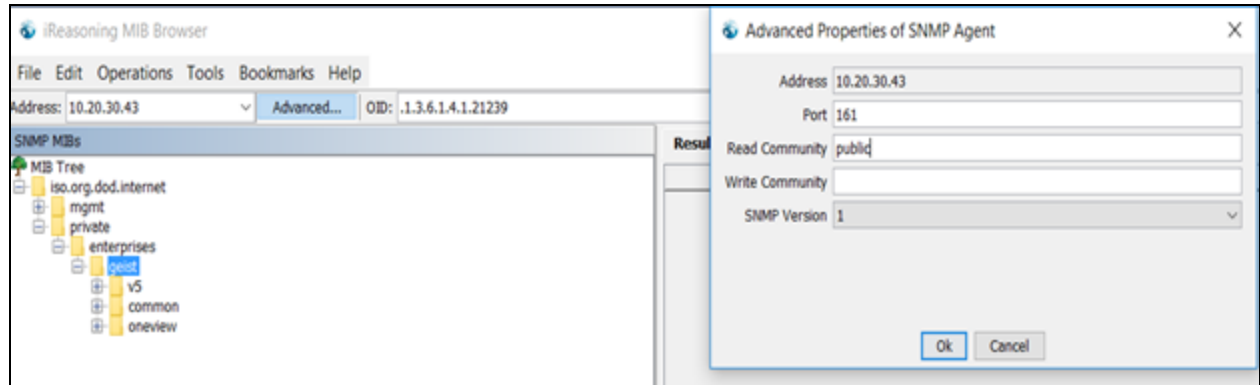 iReasoning MIB Browser
File Edit Operations Tools Bookmarks Help
Address: 10.20.30.43 Advanced... OID: .1.3.6.1.4.1.21239
SNMP MIBs
MIB Tree
iso.org.dod.internet
mgmt
private
enterprises
geist
v5
common
oneview
Resul
Advanced Properties of SNMP Agent
Address 10.20.30.43
Port 161
Read Community public
Write Community
SNMP Version 1
Ok Cancel